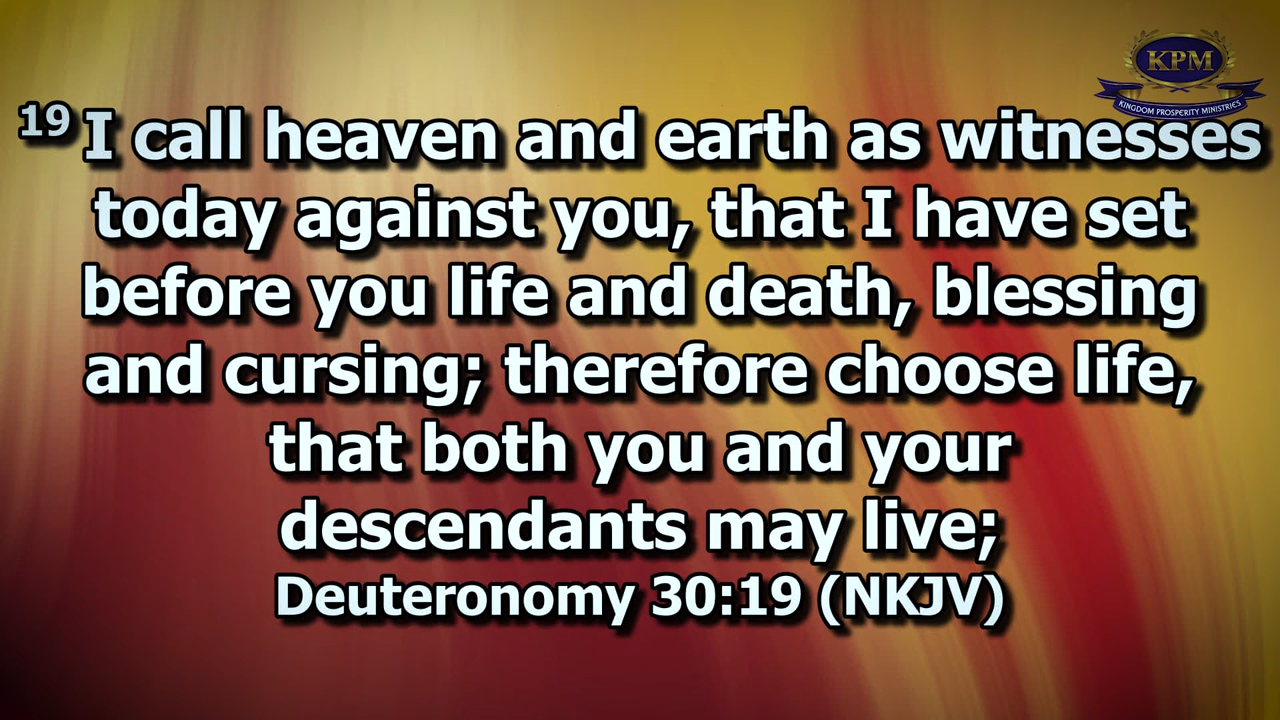 KPM
KINGDOM PROSPERITY MINISTRIES
19 I call heaven and earth as witnesses
today against you, that I have set
before you life and death, blessing
and cursing; therefore choose life,
that both you and your
descendants may live;
Deuteronomy 30:19 (NKJV)